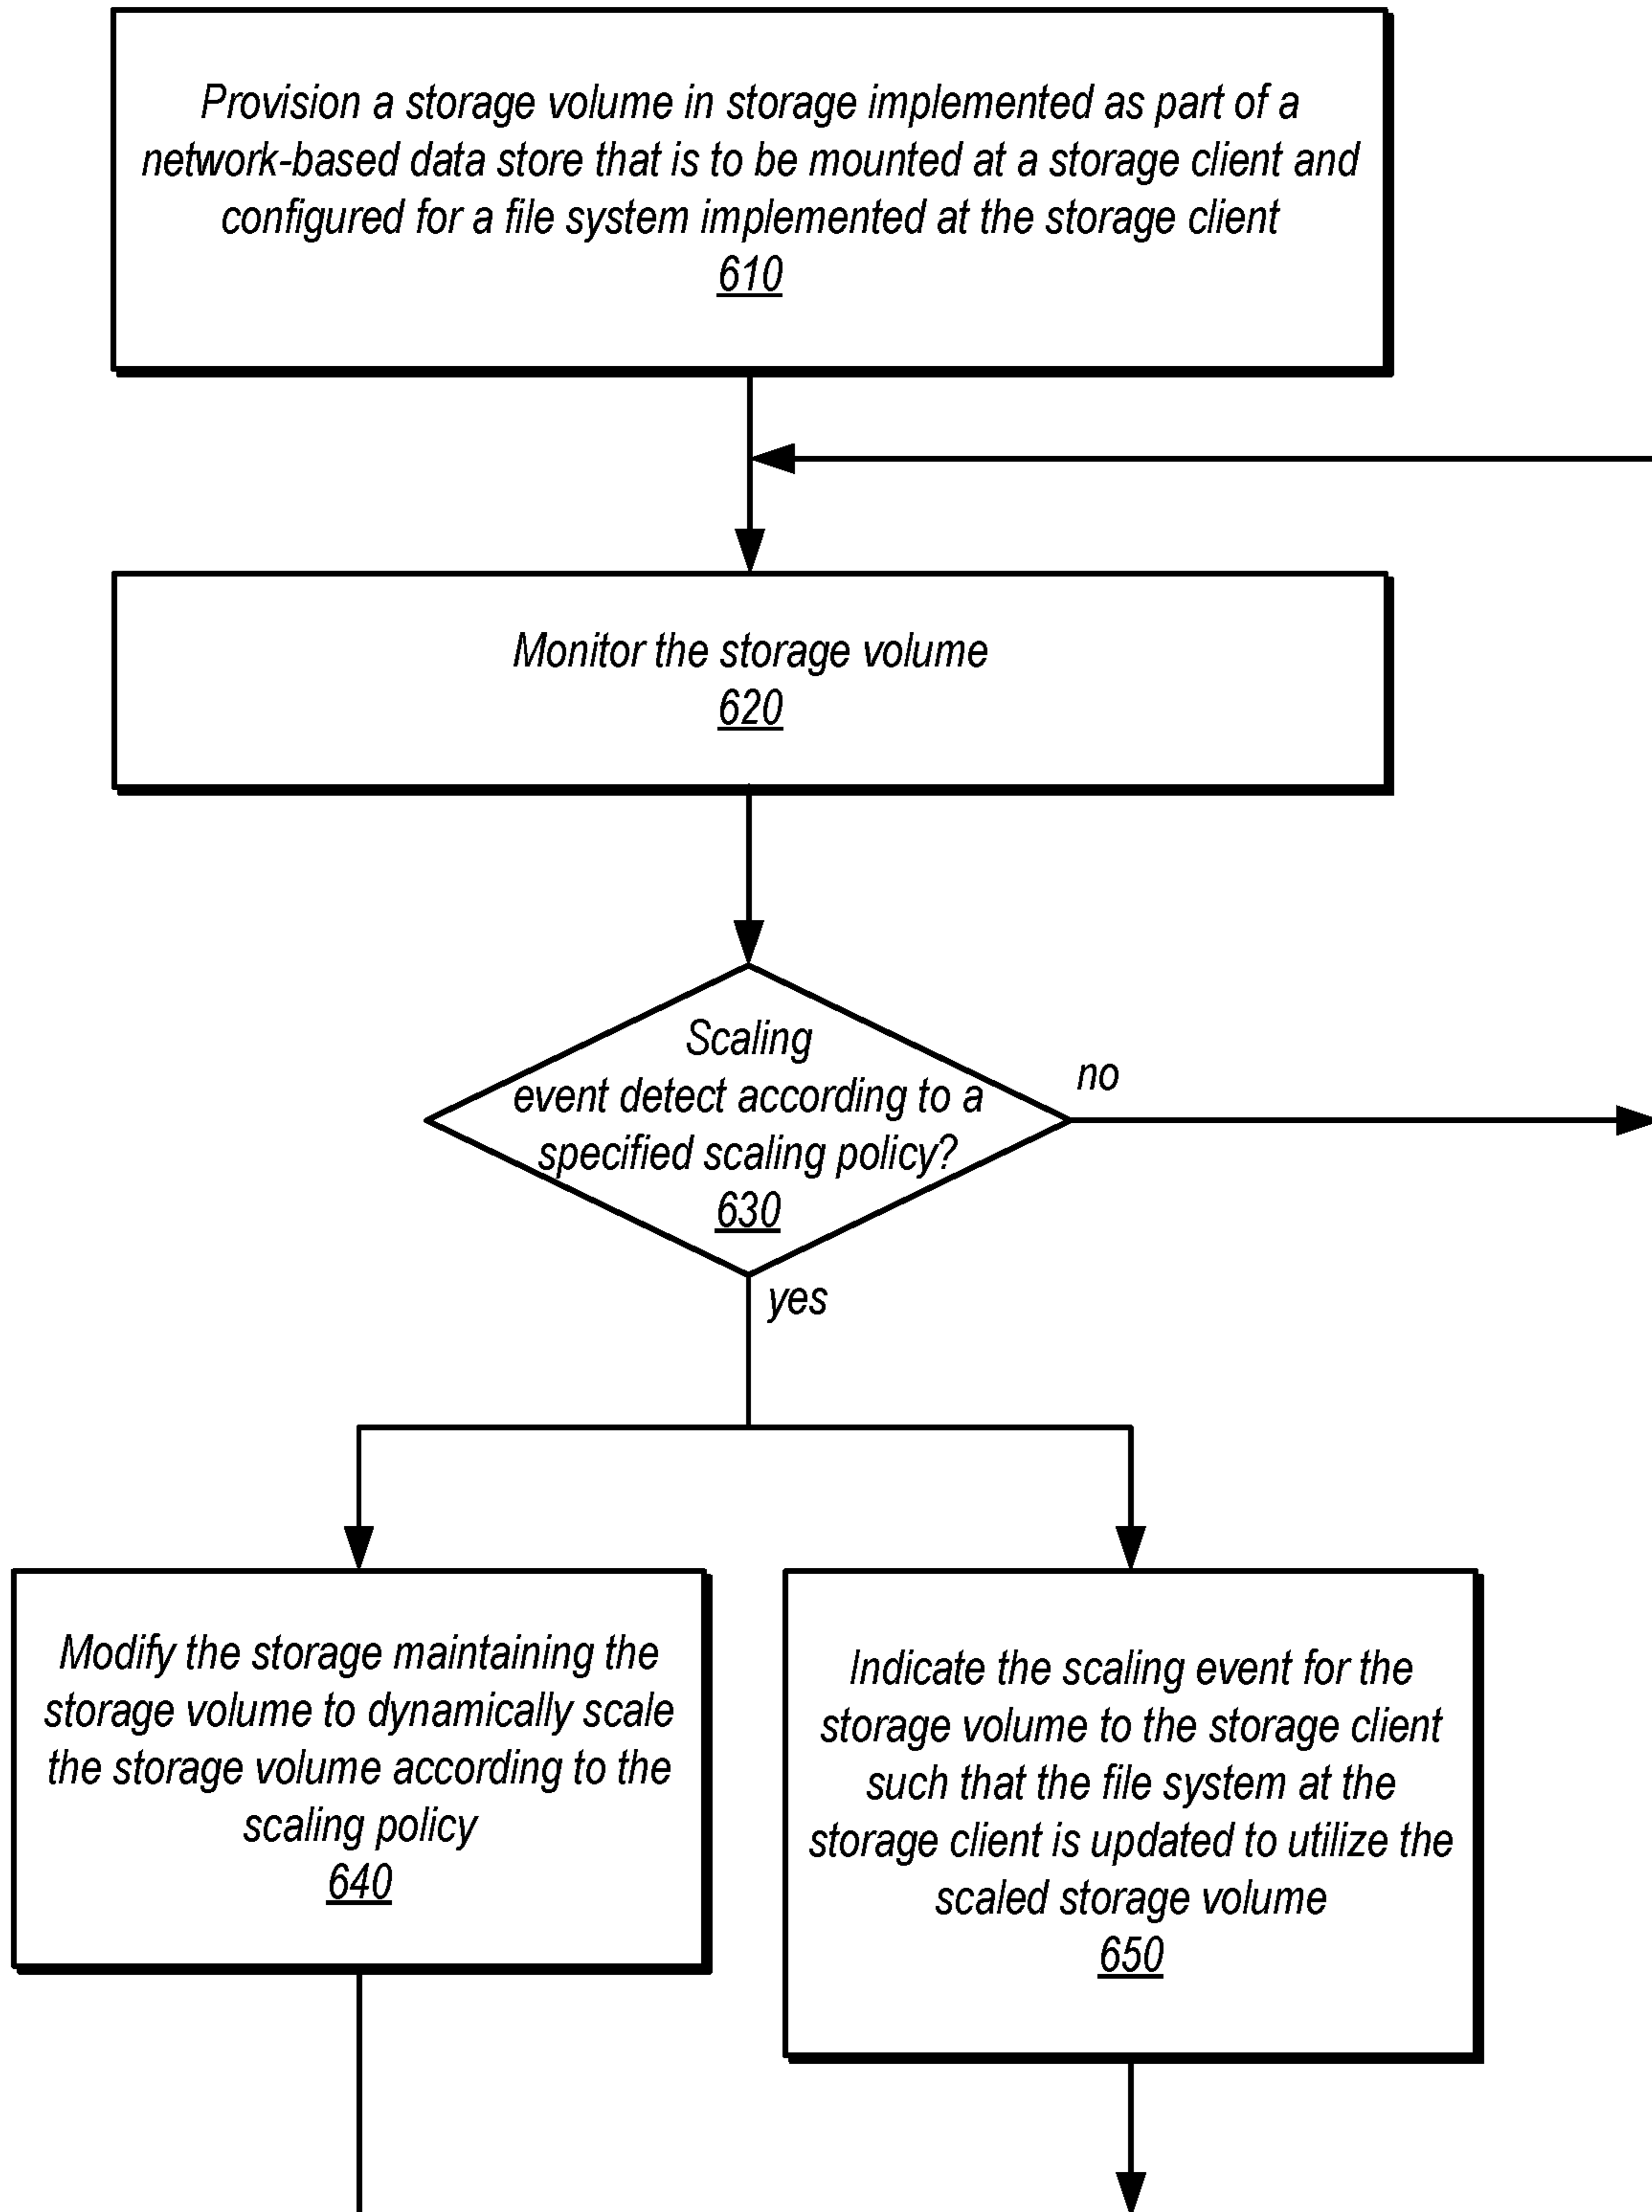 Provision a storage volume in storage implemented as part of a
network-based data store that is to be mounted at a storage client and
configured for a file system implemented at the storage client
610
Monitor the storage volume
620
Scaling
event detect according to a
specified scaling policy?
630
no
yes
Modify the storage maintaining the
storage volume to dynamically scale
the storage volume according to the
scaling policy
640
Indicate the scaling event for the
storage volume to the storage client
such that the file system at the
storage client is updated to utilize the
scaled storage volume
650